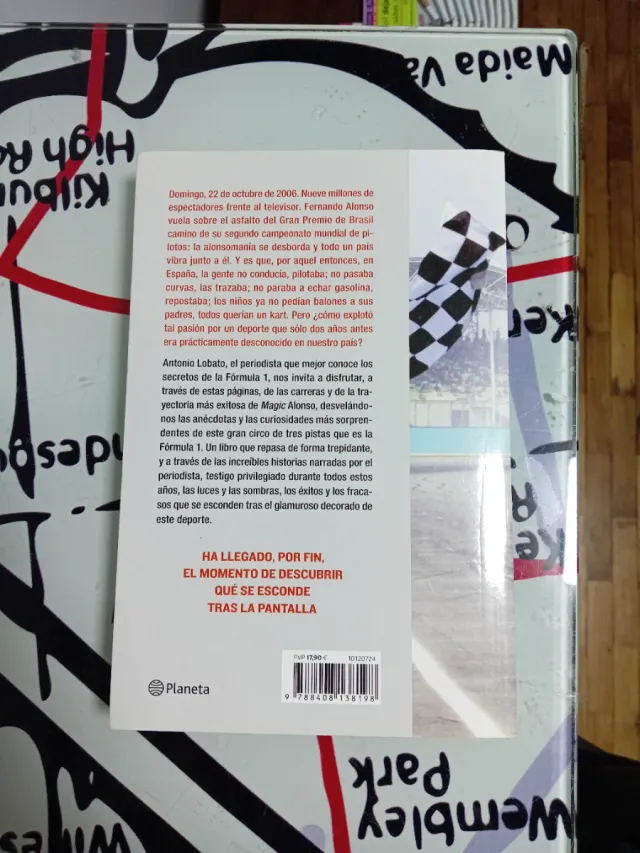 Maida Va
High Ro
Kilbu
Domingo, 22 de octubre de 2006. Nueve millones de
espectadores frente al televisor. Fernando Alonso
vuela sobre el asfalto del Gran Premio de Brasil
camino de su segundo campeonato mundial de pi-
lotos: la alonsomanía se desborda y todo un país
vibra junto a él. Y es que, por aquel entonces, en
España, la gente no conducía, pilotaba; no pasaba
curvas, las trazaba; no paraba a echar gasolina,
repostaba; los niños ya no pedían balones a sus
padres, todos querían un kart. Pero ¿cómo explotó
tal pasión por un deporte que sólo dos años antes
era prácticamente desconocido en nuestro país?
Antonio Lobato, el periodista que mejor conoce los
secretos de la Fórmula 1, nos invita a disfrutar, a
través de estas páginas, de las carreras y de la tra-
yectoria más exitosa de Magic Alonso, desvelándo-
nos las anécdotas y las curiosidades más sorpren-
dentes de este gran circo de tres pistas que es la
Fórmula 1. Un libro que repasa de forma trepidante,
y a través de las increíbles historias narradas por el
periodista, testigo privilegiado durante todos estos
años, las luces y las sombras, los éxitos y los fraca-
sos que se esconden tras el glamuroso decorado de
este deporte.
HA LLEGADO, POR FIN,
EL MOMENTO DE DESCUBRIR
QUÉ SE ESCONDE
TRAS LA PANTALLA
PVP 17,90 € 10120724
Planeta
9 788408 138198
Ken
ndesp
Ke
R
Wembley
Park
Willes